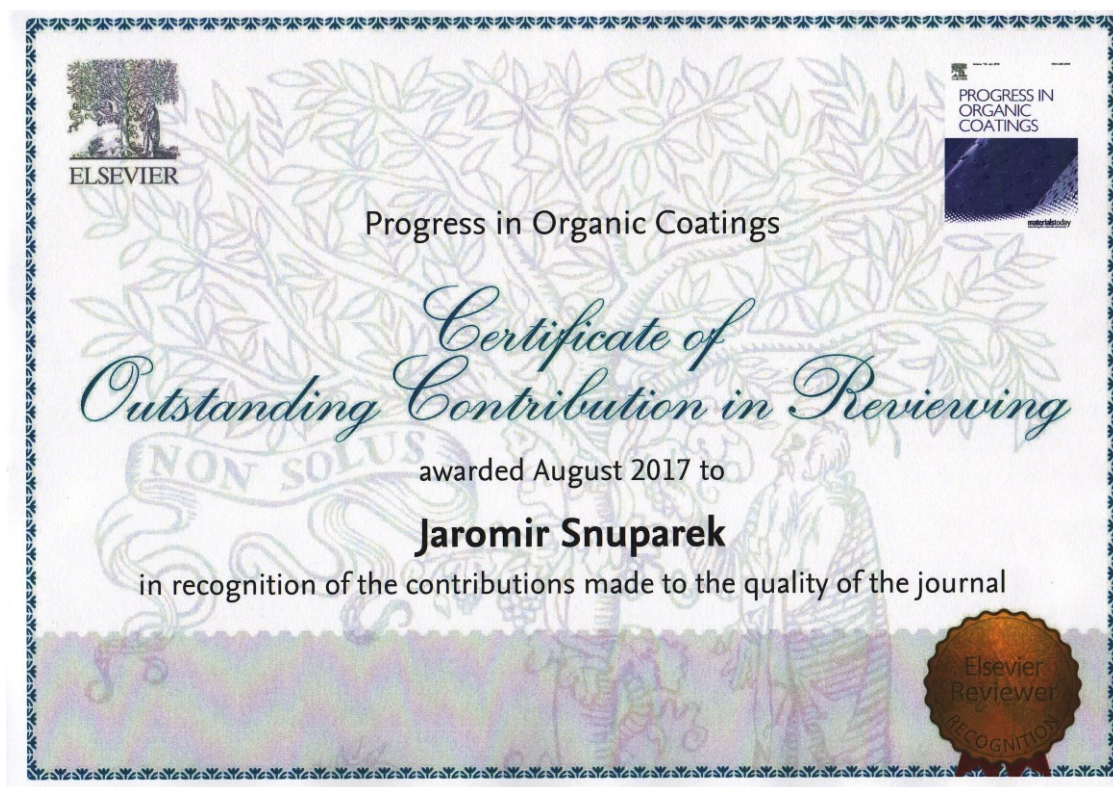 ELSEVIER
PROGRESS IN
ORGANIC
COATINGS
materialstoday
Progress in Organic Coatings
Certificate of
Outstanding Contribution in Reviewing
NON SOLUS
awarded August 2017 to
Jaromir Snuparek
in recognition of the contributions made to the quality of the journal
Elsevier
Reviewer
RECOGNITION